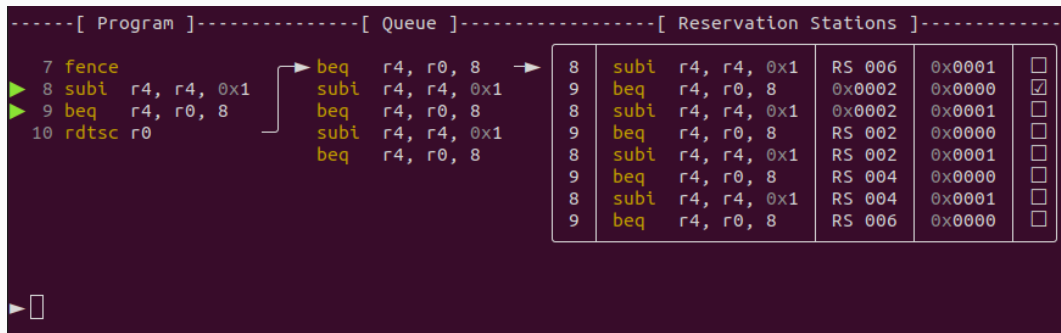 ------[ Program ]---------------[ Queue ]------------------[ Reservation Stations ]-------------
7 fence beq r4, r0, 8 8 subi r4, r4, 0x1 RS 006 0x0001 ☐
▶ 8 subi r4, r4, 0x1 subi r4, r4, 0x1 9 beq r4, r0, 8 0x0002 0x0000 ☑
▶ 9 beq r4, r0, 8 beq r4, r0, 8 8 subi r4, r4, 0x1 0x0002 0x0001 ☐
10 rdtsc r0 subi r4, r4, 0x1 9 beq r4, r0, 8 RS 002 0x0000 ☐
beq r4, r0, 8 8 subi r4, r4, 0x1 RS 002 0x0001 ☐
9 beq r4, r0, 8 RS 004 0x0000 ☐
8 subi r4, r4, 0x1 RS 004 0x0001 ☐
9 beq r4, r0, 8 RS 006 0x0000 ☐